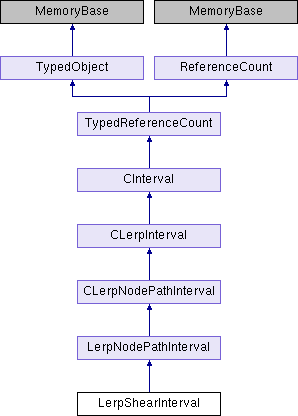 MemoryBase
MemoryBase
TypedObject
ReferenceCount
TypedReferenceCount
CInterval
CLerpInterval
CLerpNodePathInterval
LerpNodePathInterval
LerpShearInterval